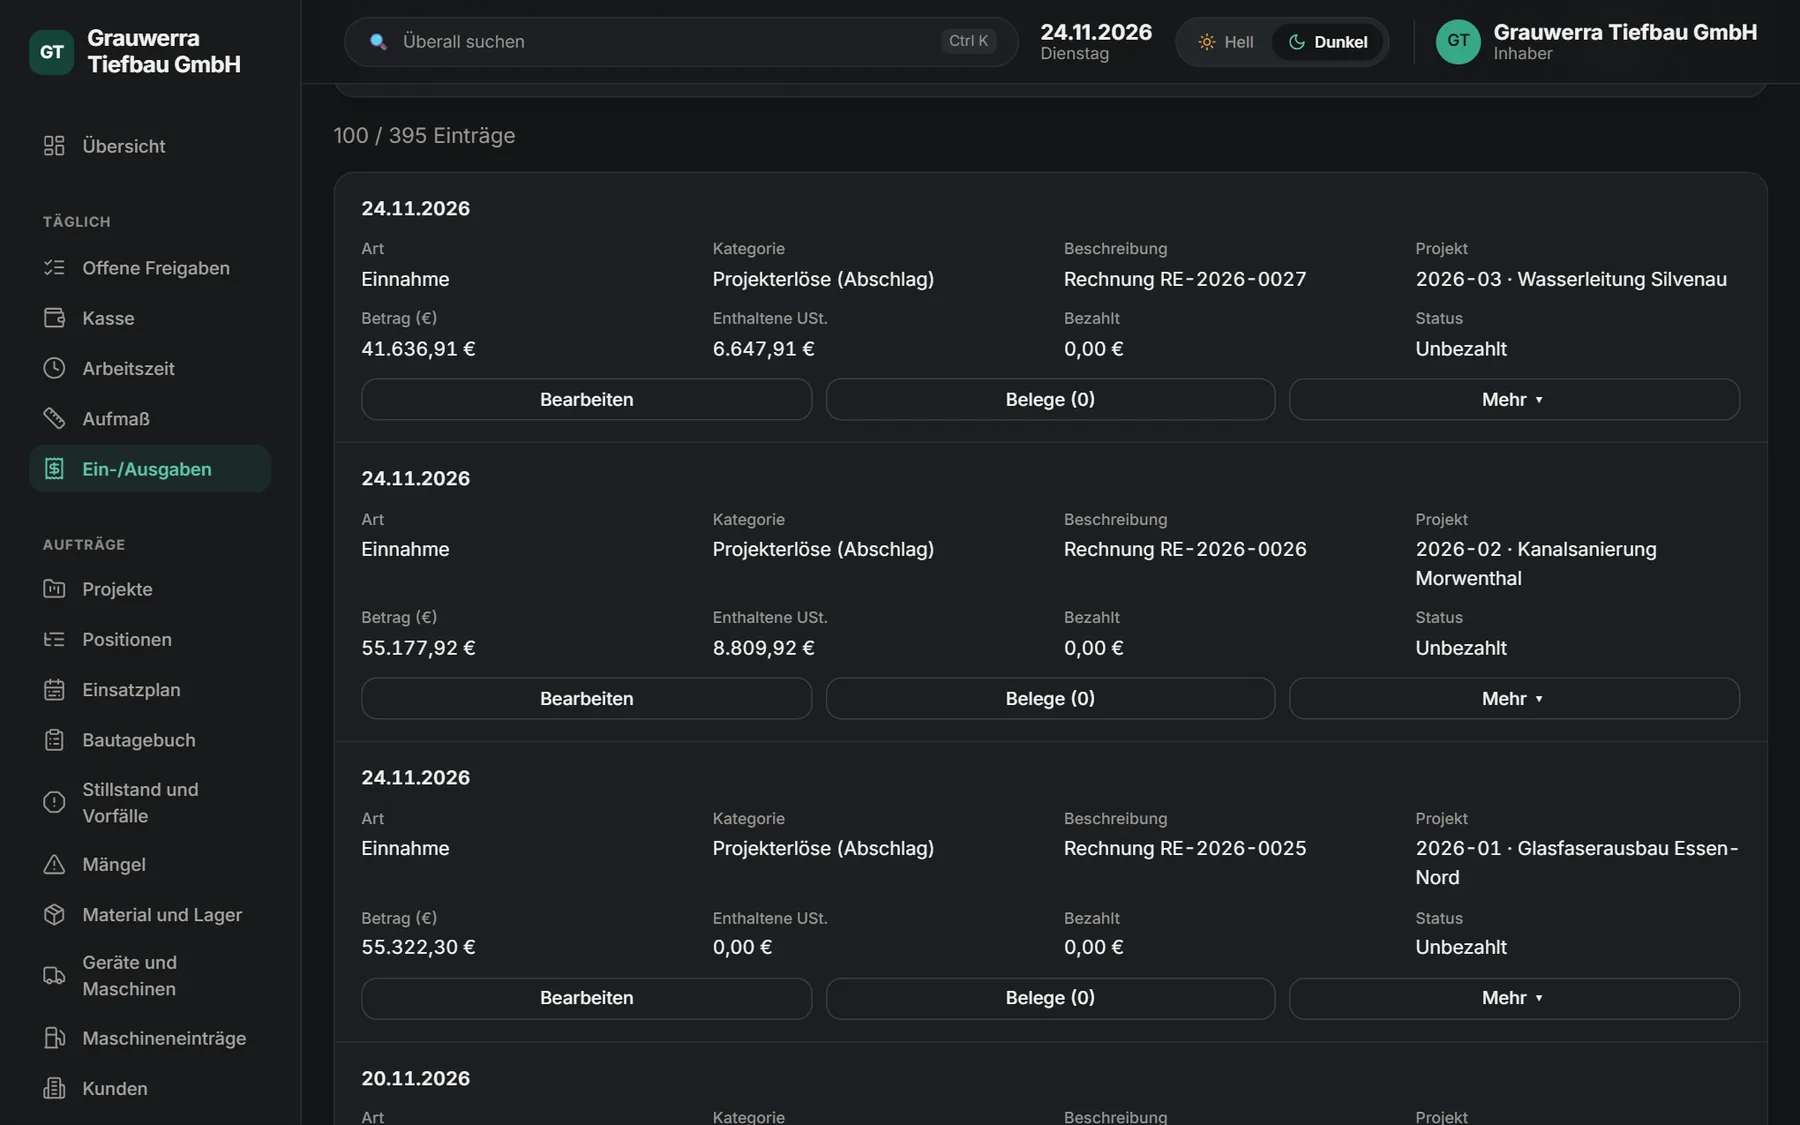 GT
Grauwerra
Tiefbau GmbH
Überall suchen
Ctrl K
24.11.2026
Dienstag
Hell
Dunkel
GT
Grauwerra Tiefbau GmbH
Inhaber
Übersicht
TÄGLICH
Offene Freigaben
Kasse
Arbeitszeit
Aufmaß
Ein-/Ausgaben
AUFTRÄGE
Projekte
Positionen
Einsatzplan
Bautagebuch
Stillstand und
Vorfälle
Mängel
Material und Lager
Geräte und
Maschinen
Maschineneinträge
Kunden
100 / 395 Einträge
24.11.2026
Art
Kategorie
Beschreibung
Projekt
Einnahme
Projekterlöse (Abschlag)
Rechnung RE-2026-0027
2026-03 · Wasserleitung Silvenau
Betrag (€)
Enthaltene USt.
Bezahlt
Status
41.636,91 €
6.647,91 €
0,00 €
Unbezahlt
Bearbeiten
Belege (0)
Mehr ▾
24.11.2026
Art
Kategorie
Beschreibung
Projekt
Einnahme
Projekterlöse (Abschlag)
Rechnung RE-2026-0026
2026-02 · Kanalsanierung
Morwenthal
Betrag (€)
Enthaltene USt.
Bezahlt
Status
55.177,92 €
8.809,92 €
0,00 €
Unbezahlt
Bearbeiten
Belege (0)
Mehr ▾
24.11.2026
Art
Kategorie
Beschreibung
Projekt
Einnahme
Projekterlöse (Abschlag)
Rechnung RE-2026-0025
2026-01 · Glasfaserausbau Essen-
Nord
Betrag (€)
Enthaltene USt.
Bezahlt
Status
55.322,30 €
0,00 €
0,00 €
Unbezahlt
Bearbeiten
Belege (0)
Mehr ▾
20.11.2026
Art
Kategorie
Beschreibung
Projekt